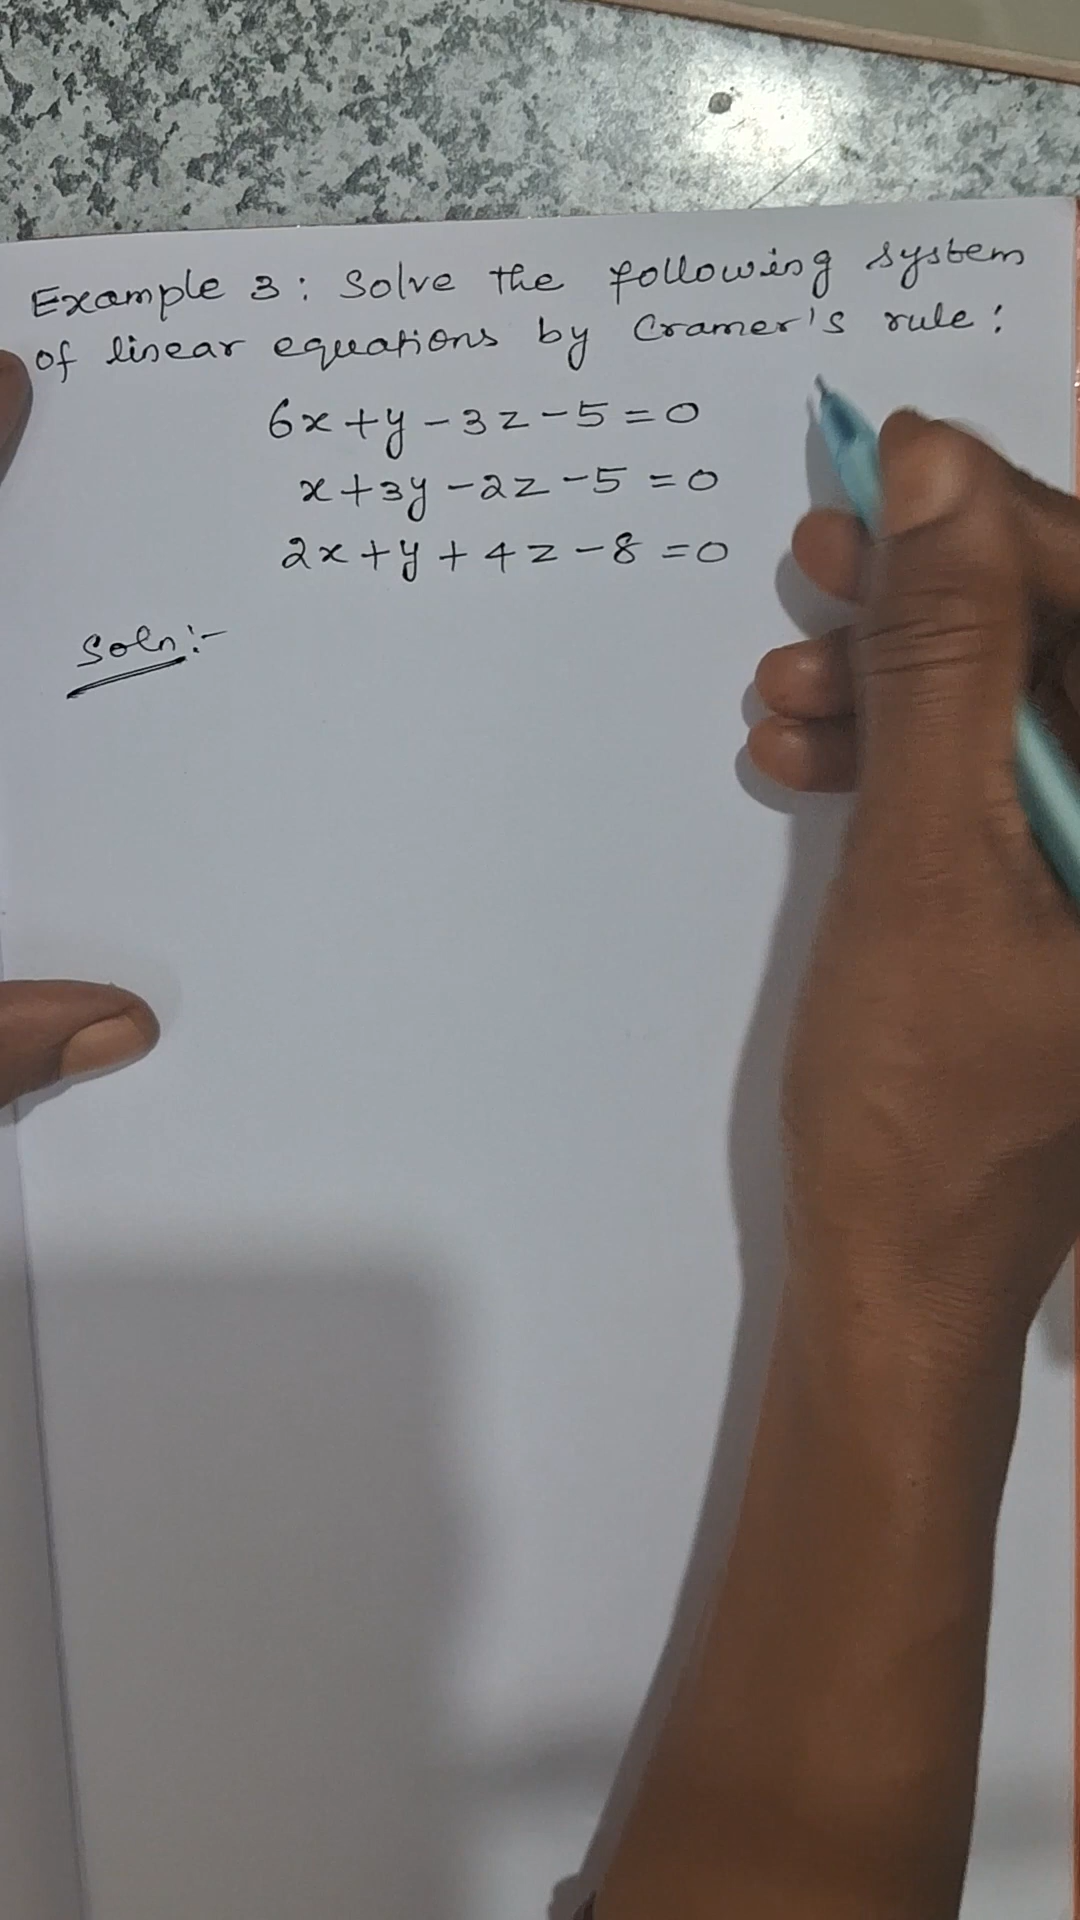 Example 3: Solve the following system
of linear equations by Cramer's rule:
6x+y-3z-5=0
x+3y-2z-5=0
2x+y+4z-8=0
Soln:-